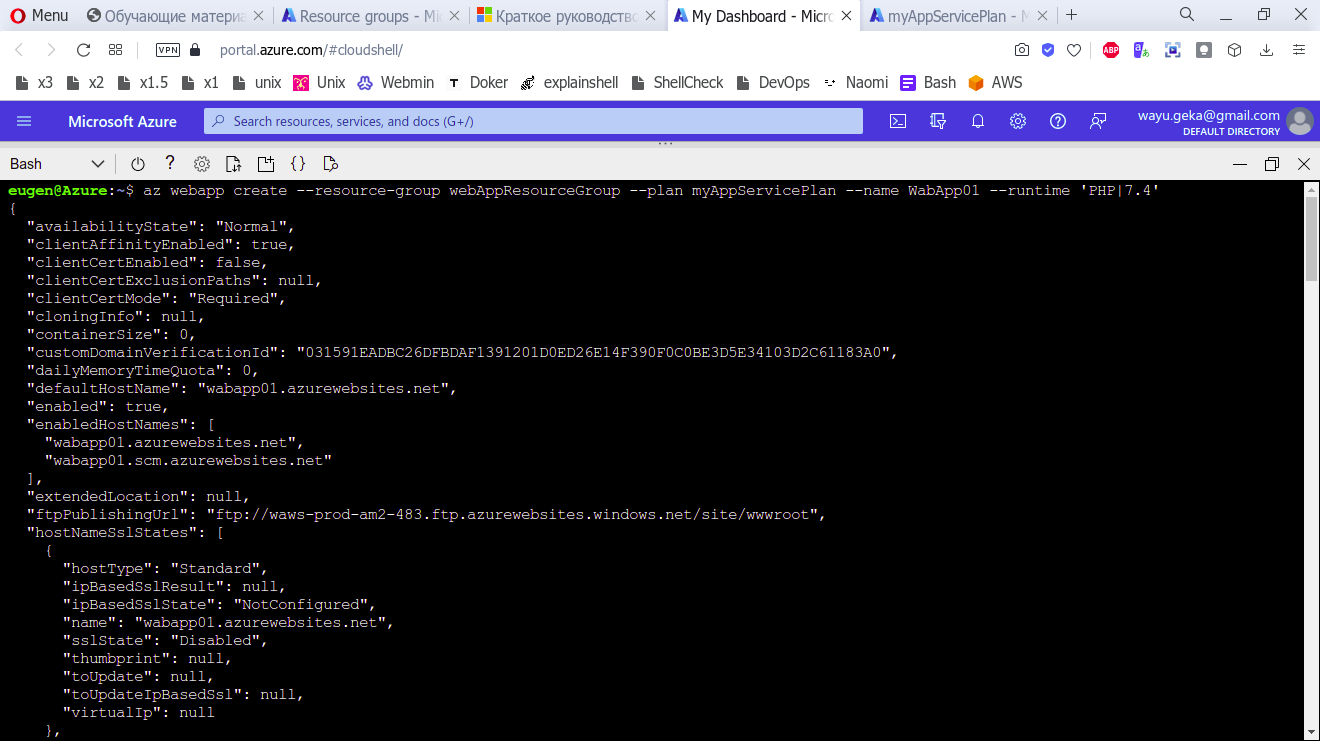 Menu
Обучающие материа
Resource groups - Mi
Краткое руководство
My Dashboard - Micro
myAppServicePlan - M
VPN
portal.azure.com/#cloudshell/
ABP
x3
x2
x1.5
x1
unix
Unix
Webmin
T Doker
explainshell
ShellCheck
DevOps
Naomi
Bash
AWS
Microsoft Azure
Search resources, services, and docs (G+/)
wayu.geka@gmail.com
DEFAULT DIRECTORY
Bash
eugen@Azure:~$ az webapp create --resource-group webAppResourceGroup --plan myAppServicePlan --name WabApp01 --runtime 'PHP|7.4'
{
"availabilityState": "Normal",
"clientAffinityEnabled": true,
"clientCertEnabled": false,
"clientCertExclusionPaths": null,
"clientCertMode": "Required",
"cloningInfo": null,
"containerSize": 0,
"customDomainVerificationId": "031591EADBC26DFBDAF1391201D0ED26E14F390F0C0BE3D5E34103D2C61183A0",
"dailyMemoryTimeQuota": 0,
"defaultHostName": "wabapp01.azurewebsites.net",
"enabled": true,
"enabledHostNames": [
"wabapp01.azurewebsites.net",
"wabapp01.scm.azurewebsites.net"
],
"extendedLocation": null,
"ftpPublishingUrl": "ftp://waws-prod-am2-483.ftp.azurewebsites.windows.net/site/wwwroot",
"hostNameSslStates": [
{
"hostType": "Standard",
"ipBasedSslResult": null,
"ipBasedSslState": "NotConfigured",
"name": "wabapp01.azurewebsites.net",
"sslState": "Disabled",
"thumbprint": null,
"toUpdate": null,
"toUpdateIpBasedSsl": null,
"virtualIp": null
},